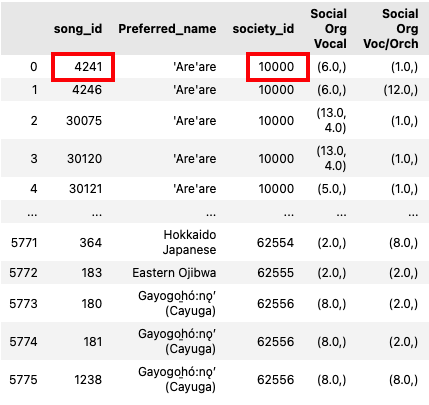 song_id Preferred_name society_id Social Org Vocal Social Org Voc/Orch
0 4241 'Are'are 10000 (6.0,) (1.0,)
1 4246 'Are'are 10000 (6.0,) (12.0,)
2 30075 'Are'are 10000 (13.0, 4.0) (1.0,)
3 30120 'Are'are 10000 (13.0, 4.0) (1.0,)
4 30121 'Are'are 10000 (5.0,) (1.0,)
... ... ... ... ... ...
5771 364 Hokkaido Japanese 62554 (2.0,) (8.0,)
5772 183 Eastern Ojibwa 62555 (2.0,) (2.0,)
5773 180 Gayogo̱hó:nǫʼ (Cayuga) 62556 (8.0,) (2.0,)
5774 181 Gayogo̱hó:nǫʼ (Cayuga) 62556 (8.0,) (2.0,)
5775 1238 Gayogo̱hó:nǫʼ (Cayuga) 62556 (8.0,) (8.0,)